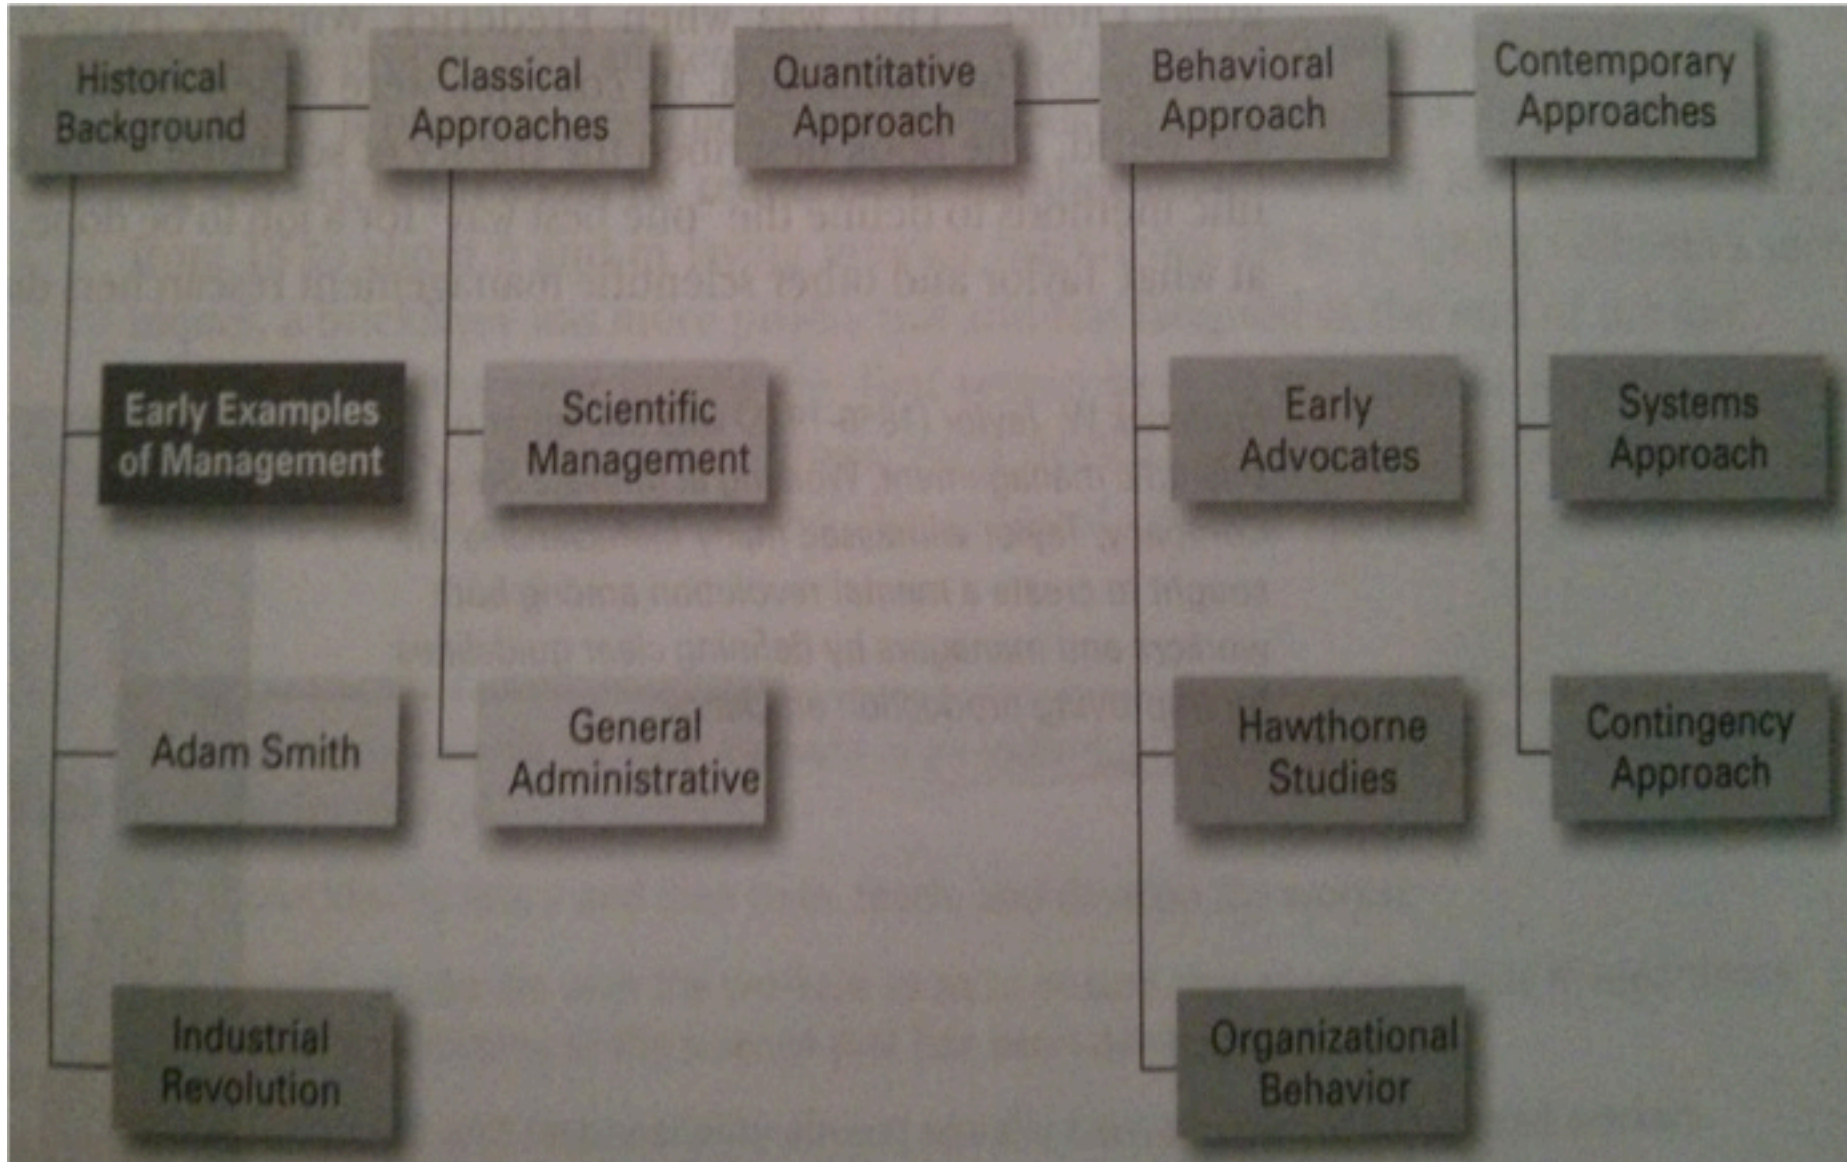 Historical
Background
Classical
Approaches
Quantitative
Approach
Behavioral
Approach
Contemporary
Approaches
Early Examples
of Management
Scientific
Management
Early
Advocates
Systems
Approach
Adam Smith
General
Administrative
Hawthorne
Studies
Contingency
Approach
Industrial
Revolution
Organizational
Behavior